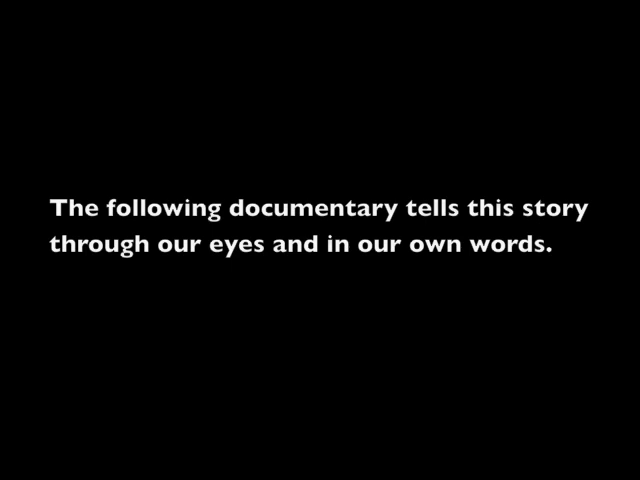 The following documentary tells this story
through our eyes and in our own words.